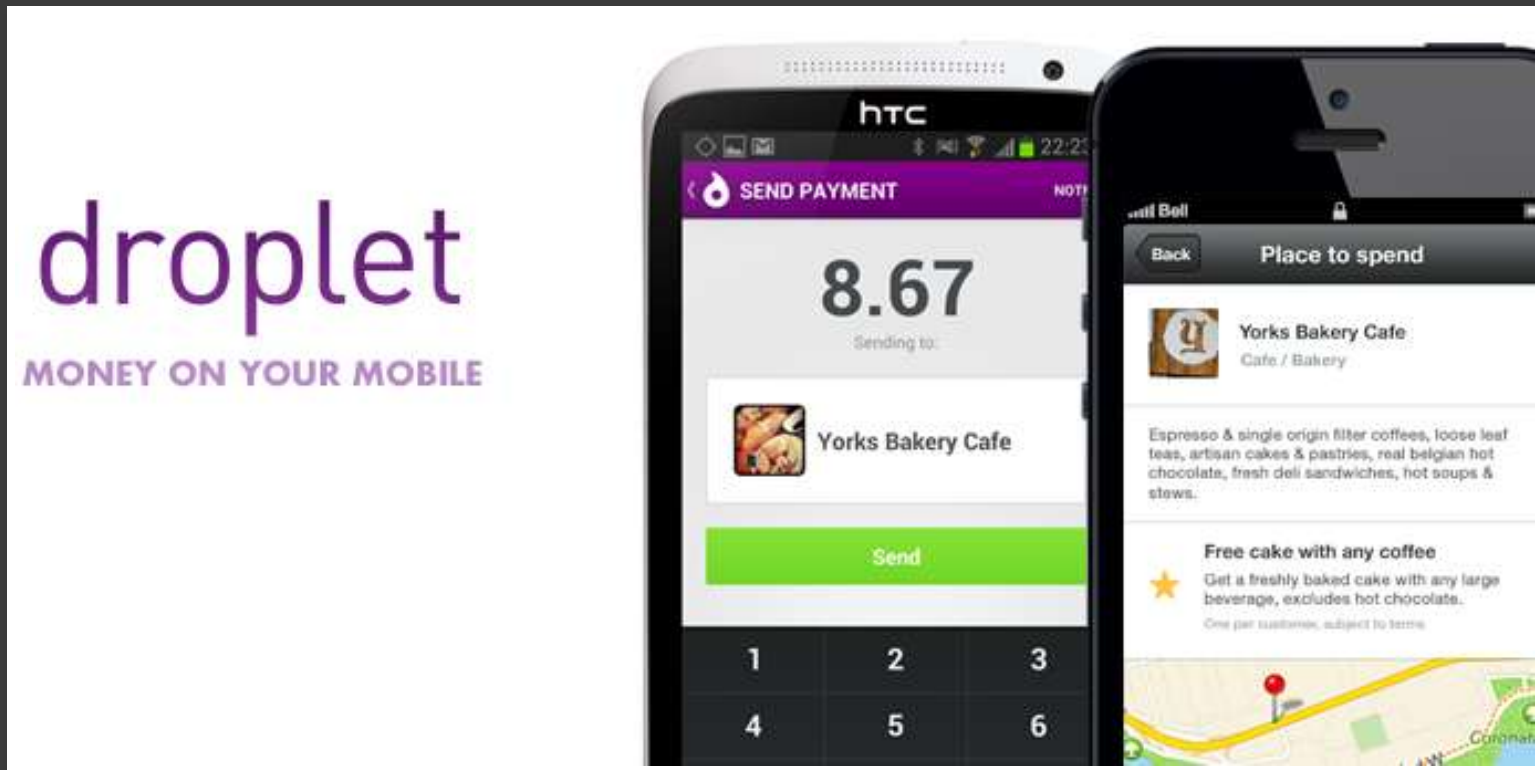 droplet
MONEY ON YOUR MOBILE
hTC
22:23
SEND PAYMENT
8.67
Sending to:
Yorks Bakery Cafe
Send
1 2 3
4 5 6
Bell
Back Place to spend
Yorks Bakery Cafe
Cafe / Bakery
Espresso & single origin filter coffees, loose leaf
teas, artisan cakes & pastries, real belgian hot
chocolate, fresh deli sandwiches, hot soups &
stews.
Free cake with any coffee
Get a freshly baked cake with any large
beverage, excludes hot chocolate.
One per customer, subject to terms